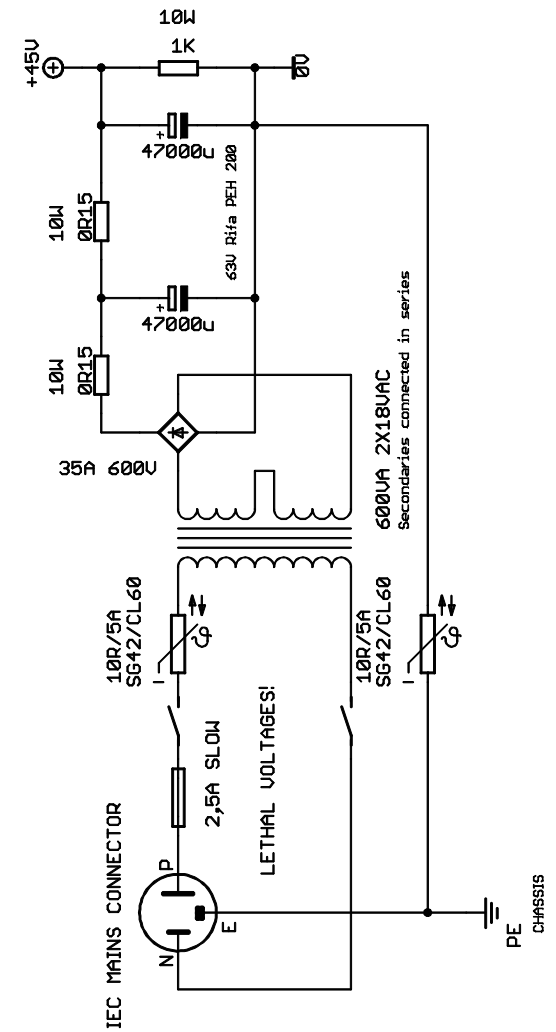 10W
1K
+45V
0V
+
47000u
63V Rifa PEH 200
10W
0R15
+
47000u
10W
0R15
35A 600V
600VA 2X18VAC
Secondaries connected in series
10R/5A
SG42/CL60
10R/5A
SG42/CL60
2,5A SLOW
LETHAL VOLTAGES!
IEC MAINS CONNECTOR
P
N
E
PE
CHASSIS